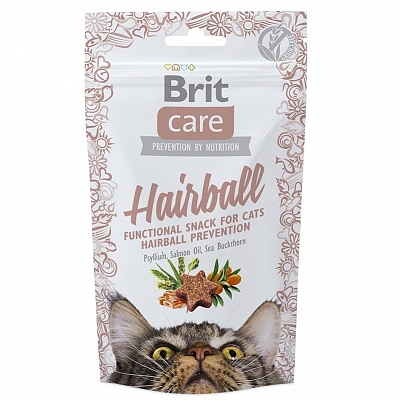 Brit
care
PREVENTION BY NUTRITION
Hairball
FUNCTIONAL SNACK FOR CATS
HAIRBALL PREVENTION
Psyllium, Salmon Oil, Sea Buckthorn